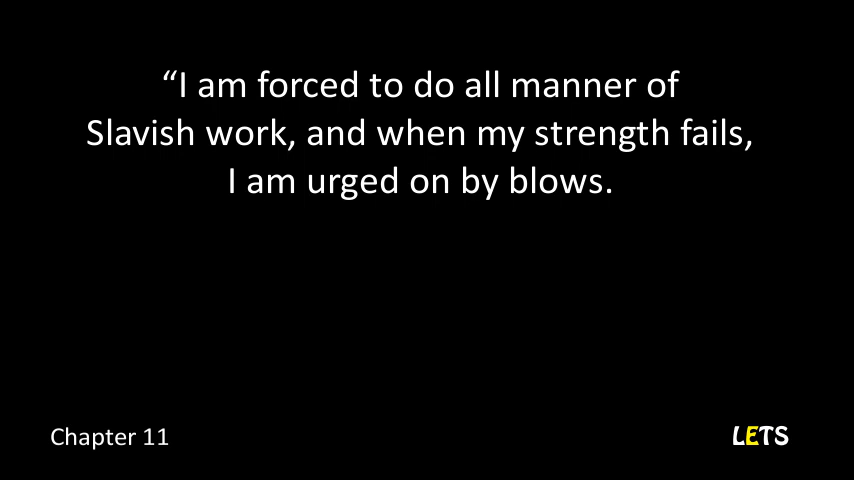 “I am forced to do all manner of
Slavish work, and when my strength fails,
I am urged on by blows.
Chapter 11
LETS